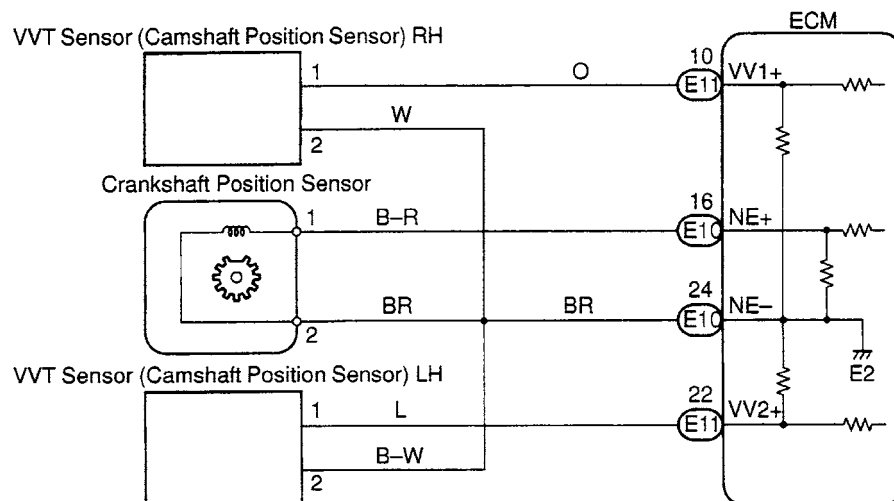 ECM
VVT Sensor (Camshaft Position Sensor) RH
1
O
10
E11
VV1+
W
2
Crankshaft Position Sensor
1
B–R
16
E10
NE+
2
BR
BR
24
E10
NE–
E2
VVT Sensor (Camshaft Position Sensor) LH
1
L
22
E11
VV2+
B–W
2